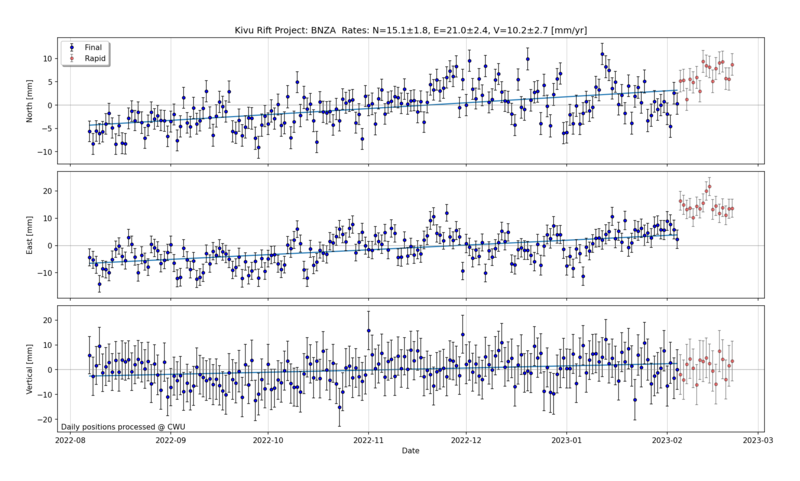 Kivu Rift Project: BNZA  Rates: N=15.1±1.8, E=21.0±2.4, V=10.2±2.7 [mm/yr]
Final
Rapid
North [mm]
10
5
0
−5
−10
East [mm]
20
10
0
−10
Vertical [mm]
20
10
0
−10
−20
Daily positions processed @ CWU
2022-08 2022-09 2022-10 2022-11 2022-12 2023-01 2023-02 2023-03
Date